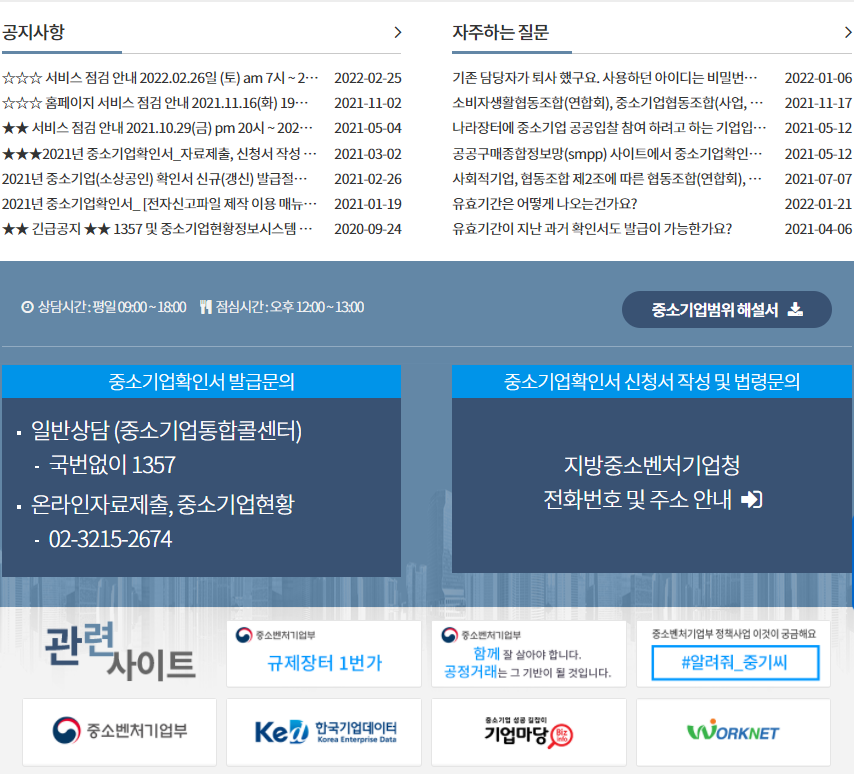 공지사항
☆☆☆ 서비스 점검 안내 2022.02.26일 (토) am 7시 ~ 2… 2022-02-25
☆☆☆ 홈페이지 서비스 점검 안내 2021.11.16(화) 19… 2021-11-02
★★ 서비스 점검 안내 2021.10.29(금) pm 20시 ~ 202… 2021-05-04
★★★2021년 중소기업확인서_자료제출, 신청서 작성 … 2021-03-02
2021년 중소기업(소상공인) 확인서 신규(갱신) 발급절… 2021-02-26
2021년 중소기업확인서_ [전자신고파일 제작 이용 매뉴… 2021-01-19
★★ 긴급공지 ★★ 1357 및 중소기업현황정보시스템 … 2020-09-24
자주하는 질문
기존 담당자가 퇴사 했구요. 사용하던 아이디는 비밀번… 2022-01-06
소비자생활협동조합(연합회), 중소기업협동조합(사업, … 2021-11-17
나라장터에 중소기업 공공입찰 참여 하려고 하는 기업입… 2021-05-12
공공구매종합정보망(smpp) 사이트에서 중소기업확인… 2021-05-12
사회적기업, 협동조합 제2조에 따른 협동조합(연합회), … 2021-07-07
유효기간은 어떻게 나오는건가요? 2022-01-21
유효기간이 지난 과거 확인서도 발급이 가능한가요? 2021-04-06
상담시간 : 평일 09:00 ~ 18:00 점심시간 : 오후 12:00 ~ 13:00
중소기업범위 해설서
중소기업확인서 발급문의
일반상담 (중소기업통합콜센터)
- 국번없이 1357
온라인자료제출, 중소기업현황
- 02-3215-2674
중소기업확인서 신청서 작성 및 법령문의
지방중소벤처기업청
전화번호 및 주소 안내
관련
사이트
중소벤처기업부
규제장터 1번가
중소벤처기업부
함께 잘 살아야 합니다.
공정거래는 그 기반이 될 것입니다.
중소벤처기업부 정책사업 이것이 궁금해요
#알려줘_중기씨
중소벤처기업부
KeD 한국기업데이터
Korea Enterprise Data
중소기업 성공 길잡이
기업마당 Biz info
WORKNET